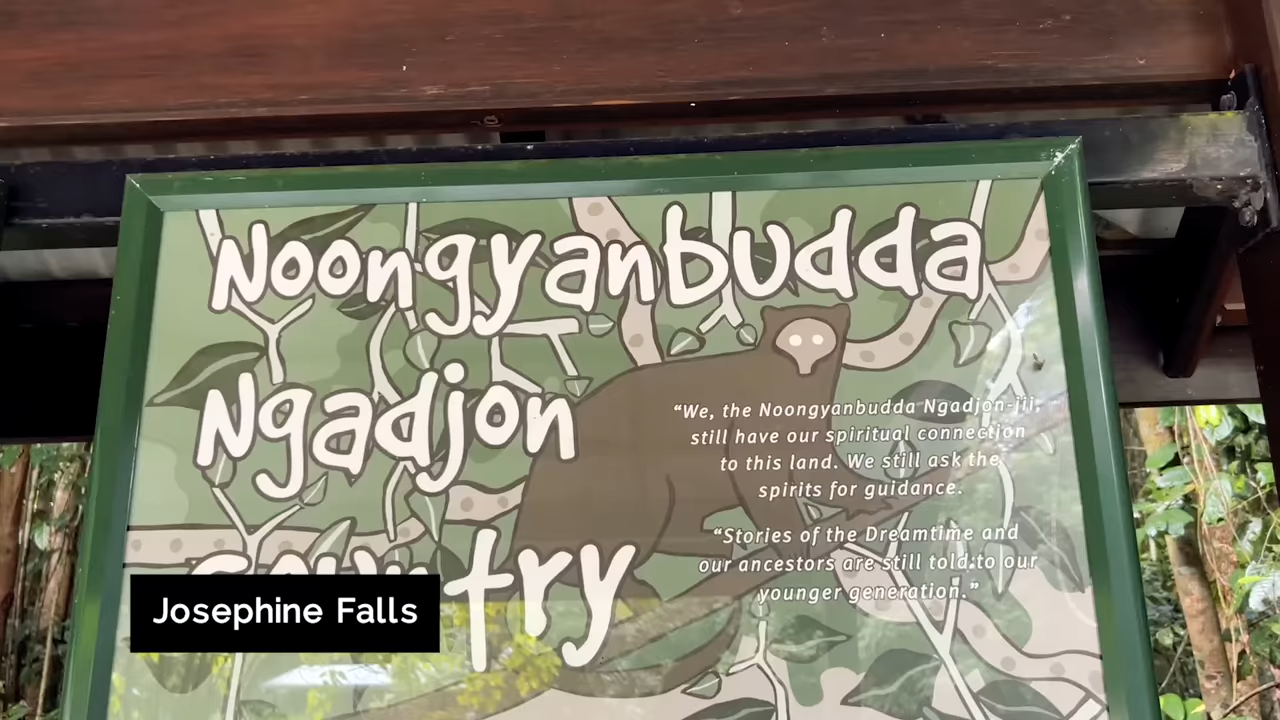 Noongyanbudda
Ngadjon
country
“We, the Noongyanbudda Ngadjon-jii,
still have our spiritual connection
to this land. We still ask the
spirits for guidance.
“Stories of the Dreamtime and
our ancestors are still told to our
younger generation.”
Josephine Falls